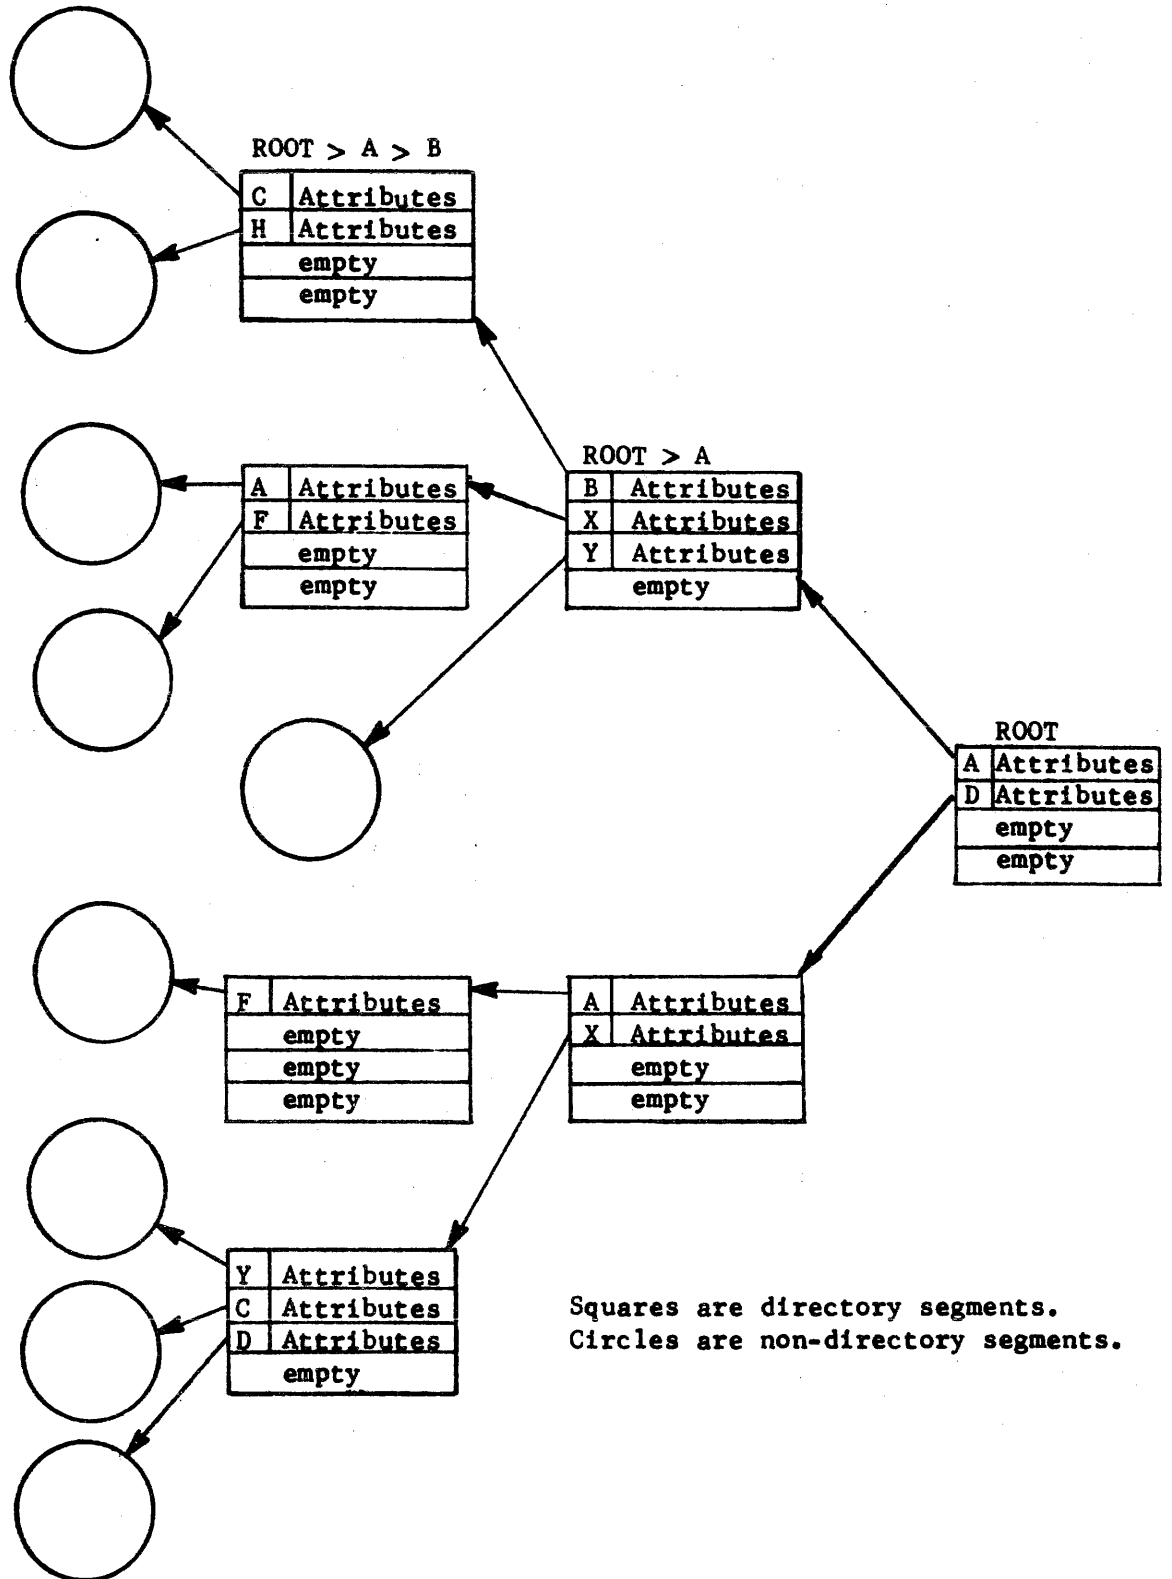 ROOT > A > B
C Attributes
H Attributes
empty
empty
ROOT > A
B Attributes
X Attributes
Y Attributes
empty
A Attributes
F Attributes
empty
empty
ROOT
A Attributes
D Attributes
empty
empty
A Attributes
X Attributes
empty
empty
F Attributes
empty
empty
empty
Y Attributes
C Attributes
D Attributes
empty
Squares are directory segments.
Circles are non-directory segments.